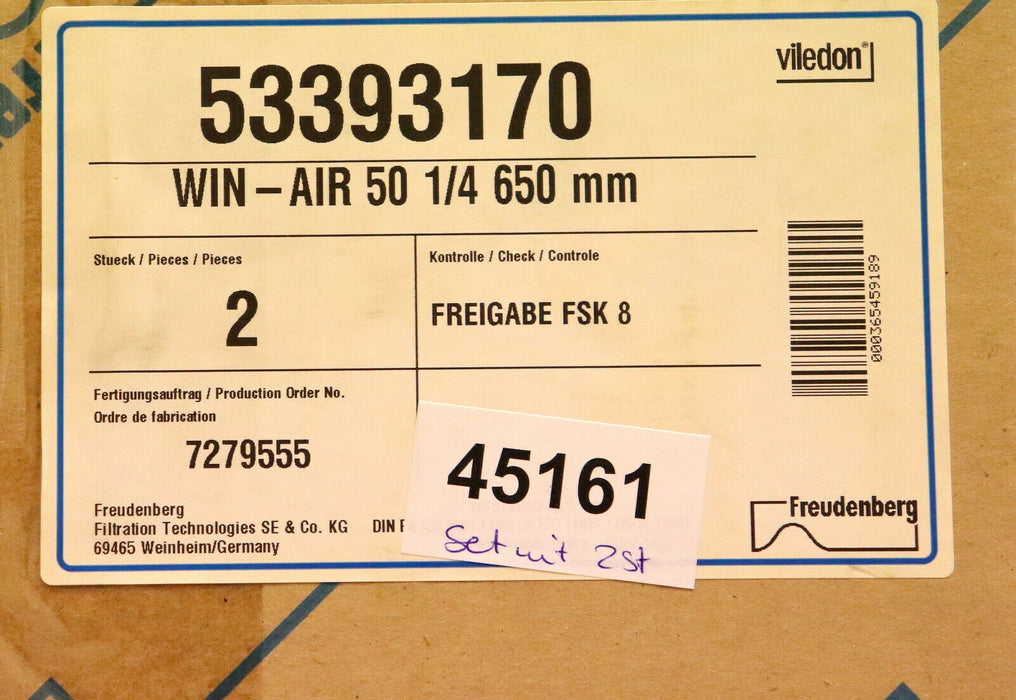 viledon®
53393170
WIN – AIR 50 1/4 650 mm
Stueck / Pieces / Pieces
2
Kontrolle / Check / Controle
FREIGABE FSK 8
000365459189
Fertigungsauftrag / Production Order No.
Ordre de fabrication
7279555
Freudenberg
Filtration Technologies SE & Co. KG DIN
69465 Weinheim/Germany
45161
Set mit 2St
Freudenberg